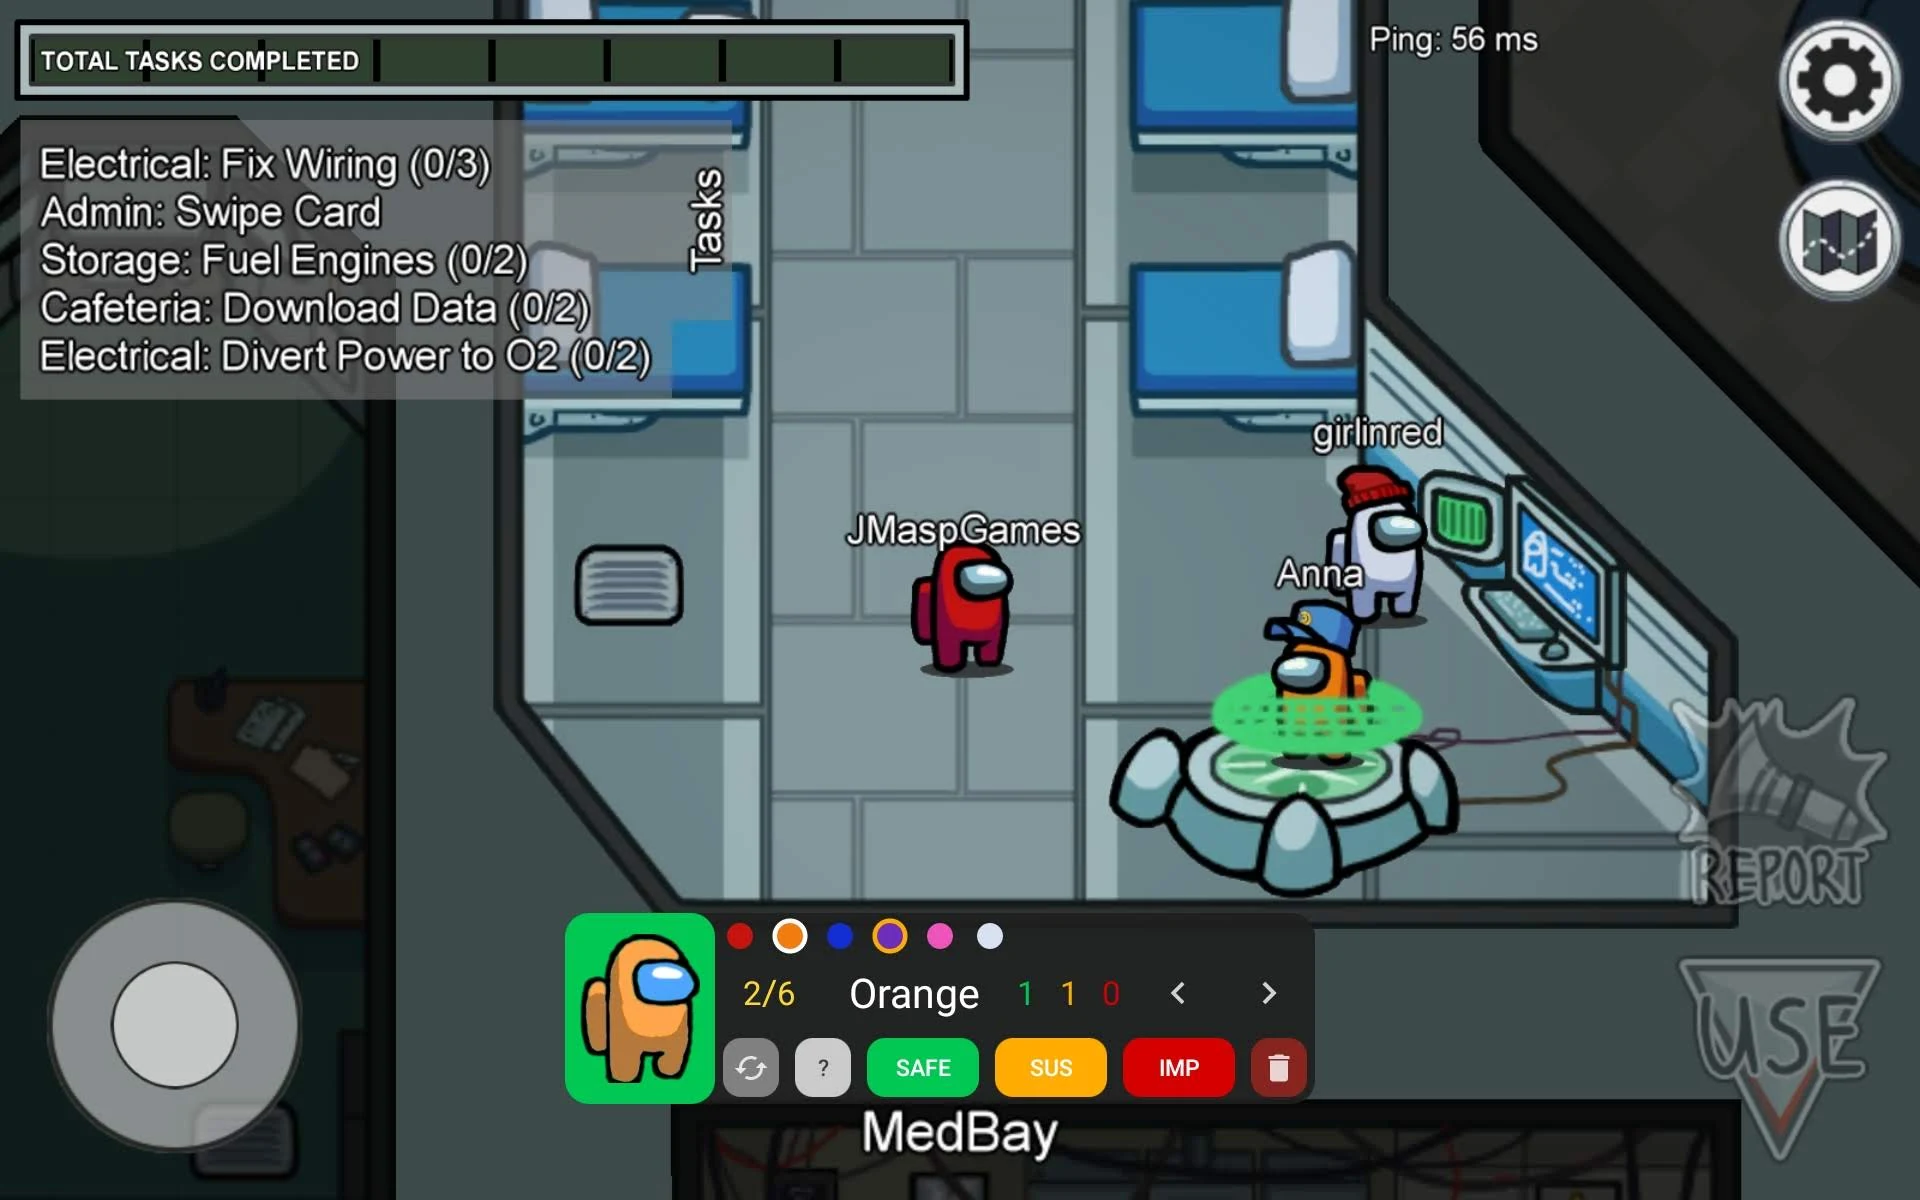 TOTAL TASKS COMPLETED
Ping: 56 ms
Electrical: Fix Wiring (0/3)
Admin: Swipe Card
Storage: Fuel Engines (0/2)
Cafeteria: Download Data (0/2)
Electrical: Divert Power to O2 (0/2)
Tasks
girlinred
JMaspGames
Anna
REPORT
2/6 Orange 1 1 0 < >
? SAFE SUS IMP
USE
MedBay